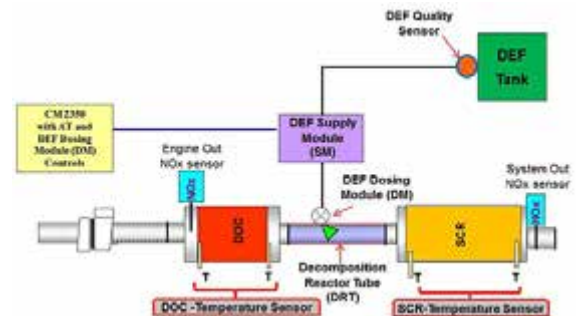 DEF Quality
Sensor
DEF
Tank
CM2350
with AT and
DEF Dosing
Module (DM)
Controls
DEF Supply
Module
(SM)
Engine Out
NOx sensor
NOx
DEF Dosing
Module (DM)
System Out
NOx sensor
NOx
DOC
SCR
Decomposition
Reactor Tube
(DRT)
T
T
T
T
DOC -Temperature Sensor
SCR-Temperature Sensor